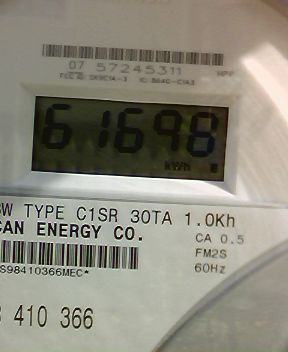 07 57245311
61698
kWh
W TYPE C1SR 30TA 1.0Kh
CAN ENERGY CO.
CA 0.5
FM2S
60Hz
S98410366MEC*
410 366